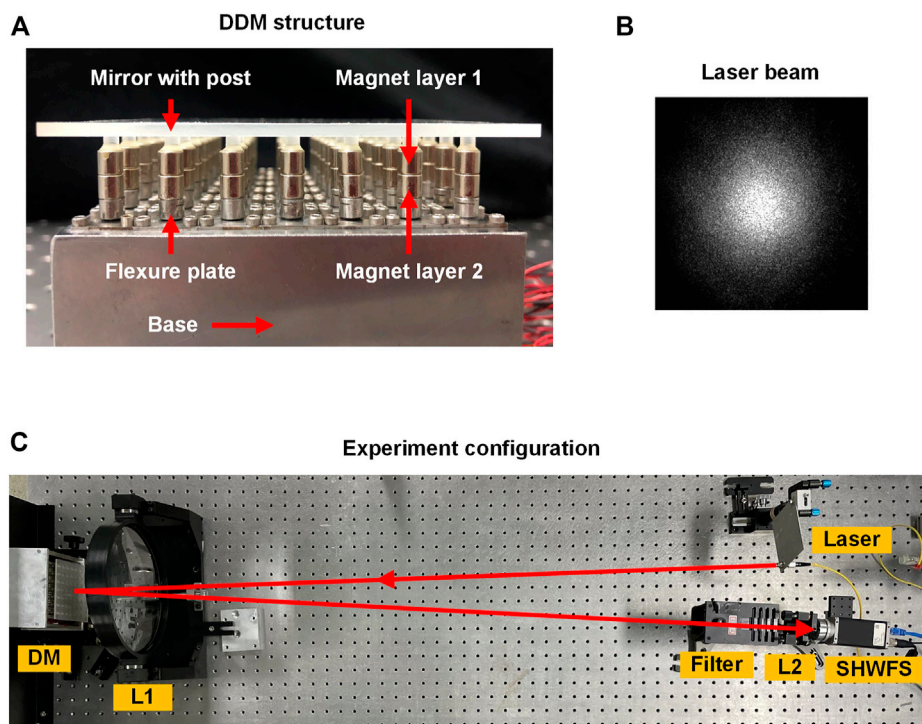 A
DDM structure
Mirror with post
Magnet layer 1
Flexure plate
Magnet layer 2
Base
B
Laser beam
C
Experiment configuration
Laser
DM
L1
Filter
L2
SHWFS